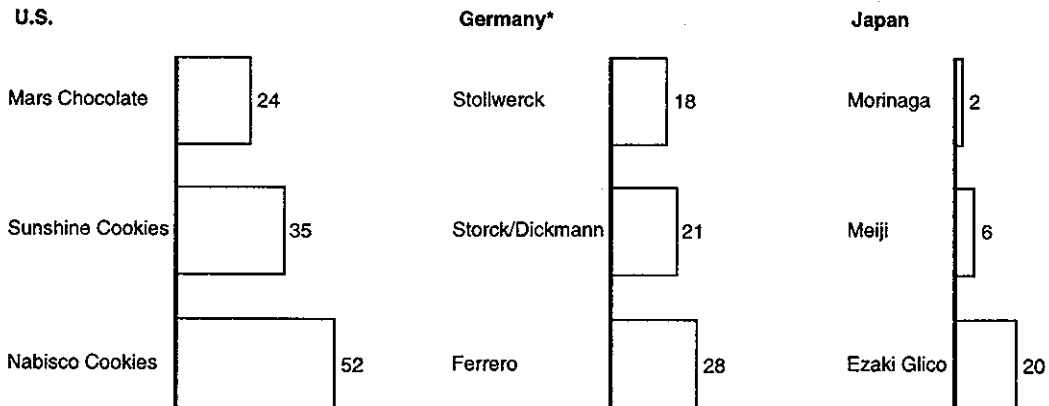 U.S. Germany* Japan
Mars Chocolate 24 Stollwerck 18 Morinaga 2
Sunshine Cookies 35 Storck/Dickmann 21 Meiji 6
Nabisco Cookies 52 Ferrero 28 Ezaki Glico 20